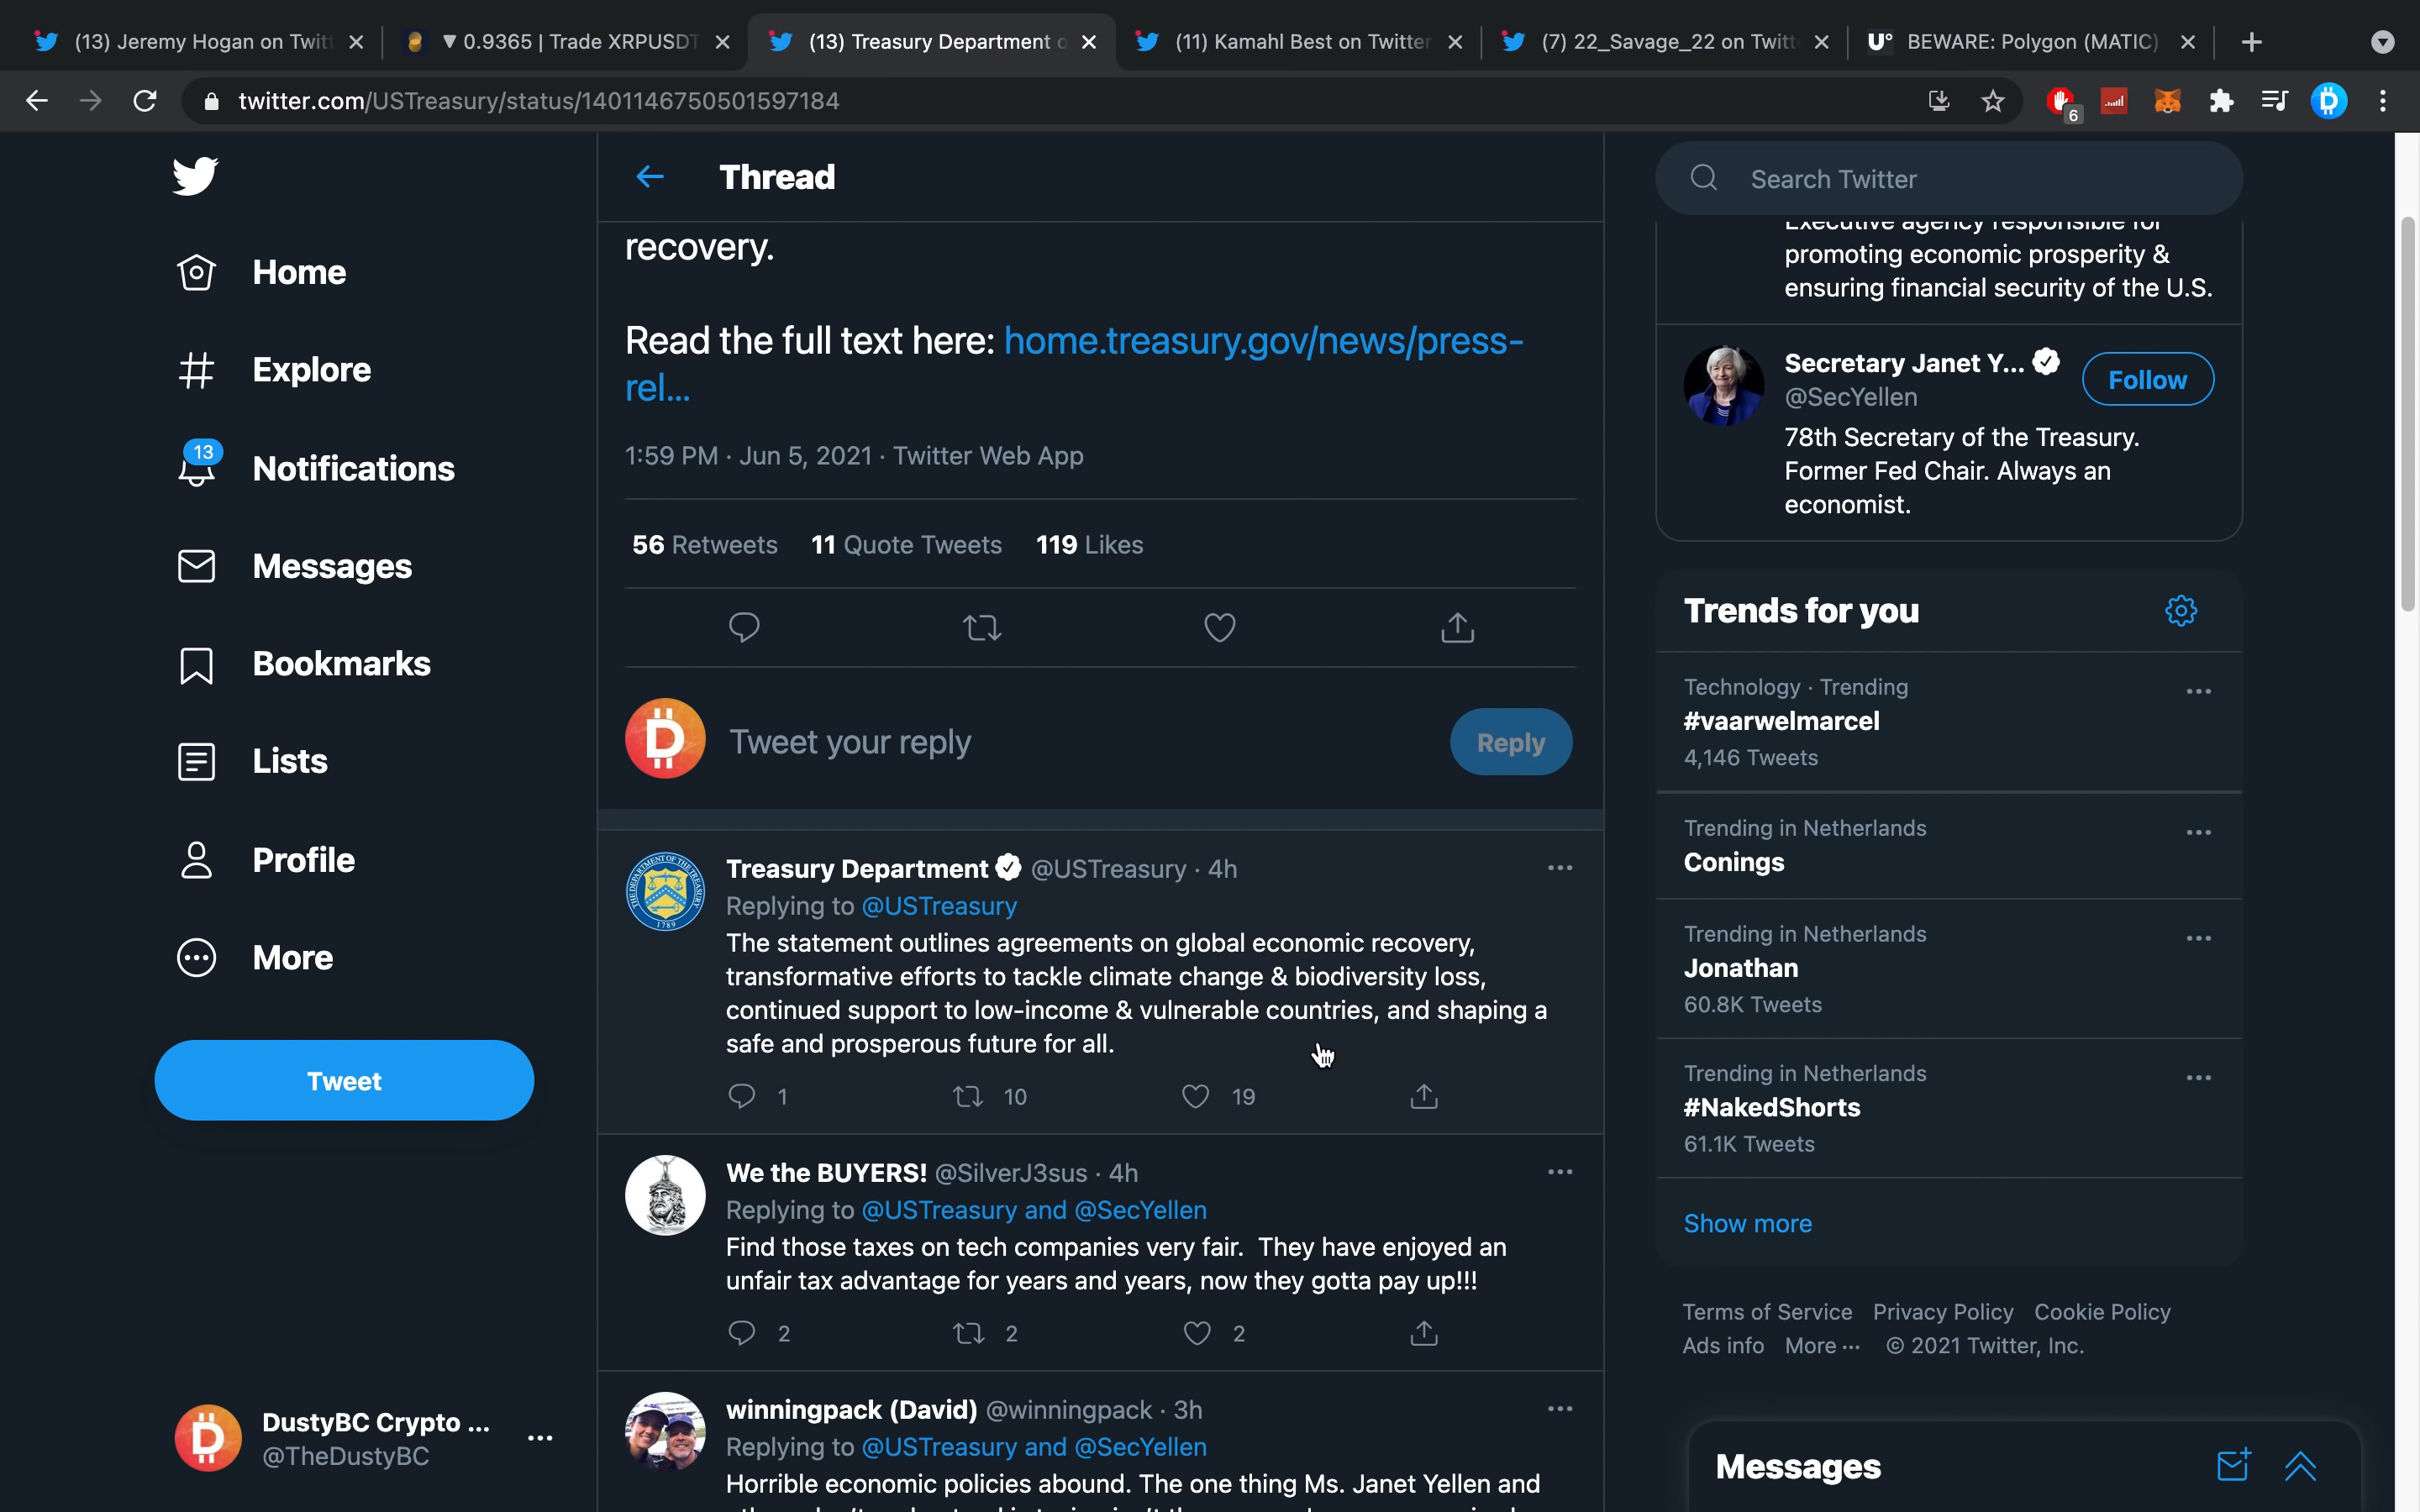 (13) Jeremy Hogan on Twitt
▼ 0.9365 | Trade XRPUSDT
(13) Treasury Department o
(11) Kamahl Best on Twitter
(7) 22_Savage_22 on Twitt
U° BEWARE: Polygon (MATIC)
twitter.com/USTreasury/status/1401146750501597184
6
Home
Explore
13
Notifications
Messages
Bookmarks
Lists
Profile
More
Tweet
DustyBC Crypto ...
@TheDustyBC
Thread
recovery.
Read the full text here: home.treasury.gov/news/press-
rel...
1:59 PM · Jun 5, 2021 · Twitter Web App
56 Retweets 11 Quote Tweets 119 Likes
Tweet your reply
Reply
Treasury Department @USTreasury · 4h
Replying to @USTreasury
The statement outlines agreements on global economic recovery,
transformative efforts to tackle climate change & biodiversity loss,
continued support to low-income & vulnerable countries, and shaping a
safe and prosperous future for all.
1 10 19
We the BUYERS! @SilverJ3sus · 4h
Replying to @USTreasury and @SecYellen
Find those taxes on tech companies very fair. They have enjoyed an
unfair tax advantage for years and years, now they gotta pay up!!!
2 2 2
winningpack (David) @winningpack · 3h
Replying to @USTreasury and @SecYellen
Horrible economic policies abound. The one thing Ms. Janet Yellen and
Search Twitter
Executive agency responsible for
promoting economic prosperity &
ensuring financial security of the U.S.
Secretary Janet Y...
@SecYellen
Follow
78th Secretary of the Treasury.
Former Fed Chair. Always an
economist.
Trends for you
Technology · Trending
#vaarwelmarcel
4,146 Tweets
Trending in Netherlands
Conings
Trending in Netherlands
Jonathan
60.8K Tweets
Trending in Netherlands
#NakedShorts
61.1K Tweets
Show more
Terms of Service Privacy Policy Cookie Policy
Ads info More ··· © 2021 Twitter, Inc.
Messages